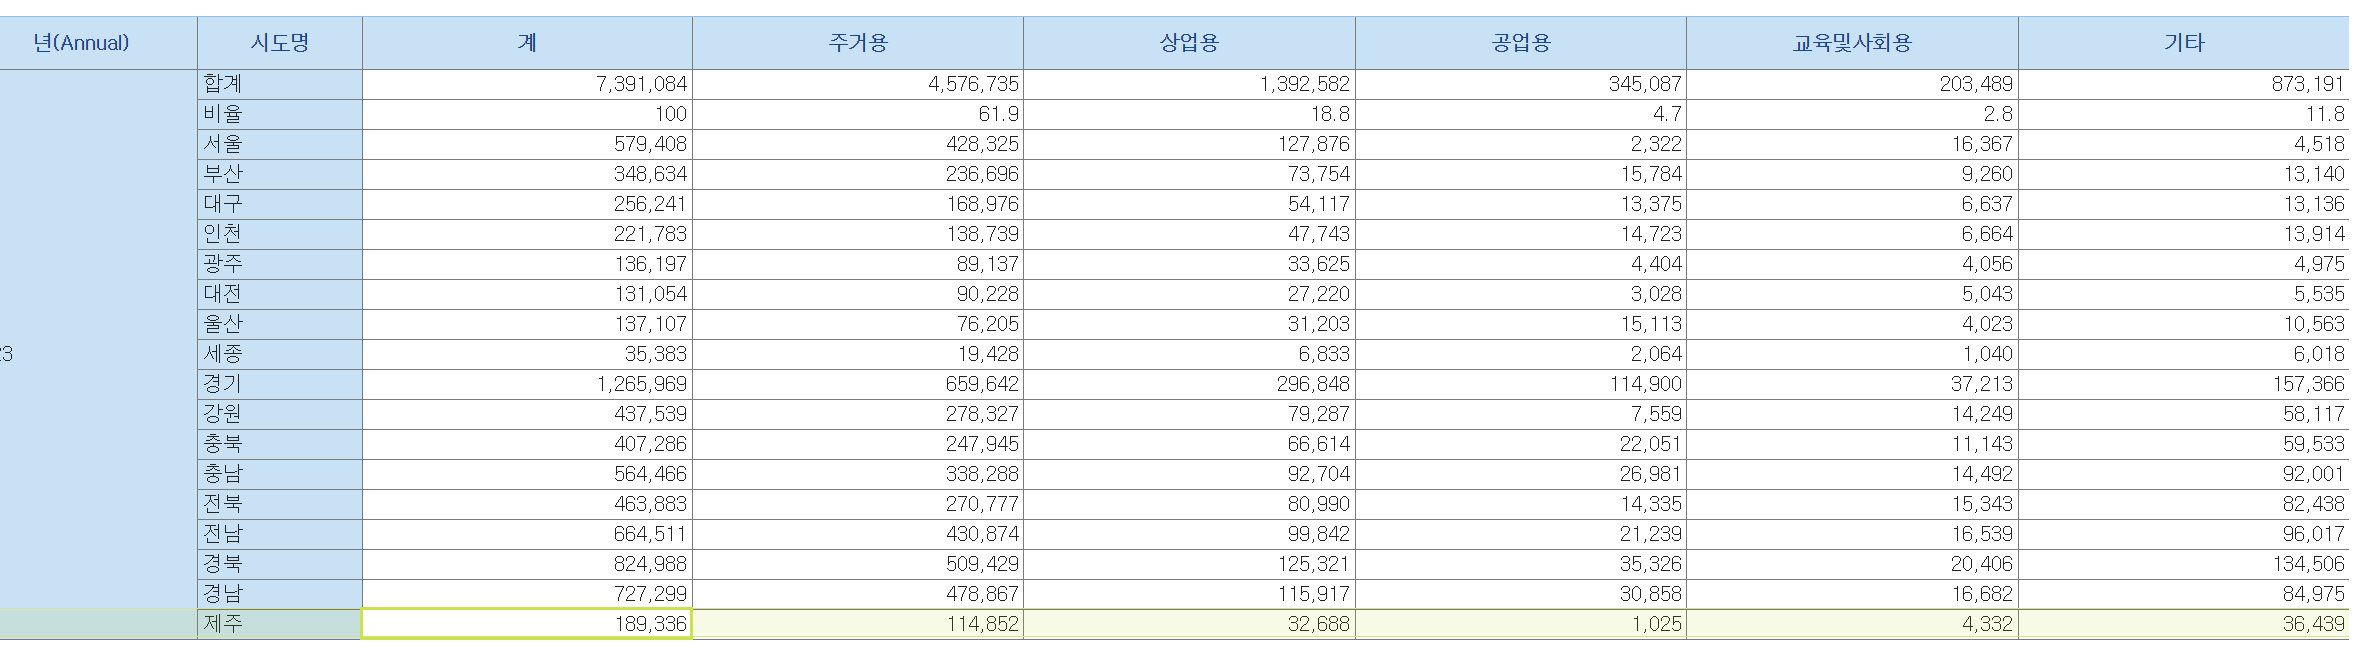 년(Annual) 시도명 계 주거용 상업용 공업용 교육및사회용 기타
합계 7,391,084 4,576,735 1,392,582 345,087 203,489 873,191
비율 100 61.9 18.8 4.7 2.8 11.8
서울 579,408 428,325 127,876 2,322 16,367 4,518
부산 348,634 236,696 73,754 15,784 9,260 13,140
대구 256,241 168,976 54,117 13,375 6,637 13,136
인천 221,783 138,739 47,743 14,723 6,664 13,914
광주 136,197 89,137 33,625 4,404 4,056 4,975
대전 131,054 90,228 27,220 3,028 5,043 5,535
울산 137,107 76,205 31,203 15,113 4,023 10,563
23 세종 35,383 19,428 6,833 2,064 1,040 6,018
경기 1,265,969 659,642 296,848 114,900 37,213 157,366
강원 437,539 278,327 79,287 7,559 14,249 58,117
충북 407,286 247,945 66,614 22,051 11,143 59,533
충남 564,466 338,288 92,704 26,981 14,492 92,001
전북 463,883 270,777 80,990 14,335 15,343 82,438
전남 664,511 430,874 99,842 21,239 16,539 96,017
경북 824,988 509,429 125,321 35,326 20,406 134,506
경남 727,299 478,867 115,917 30,858 16,682 84,975
제주 189,336 114,852 32,688 1,025 4,332 36,439